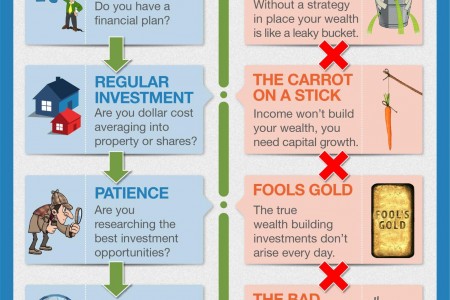 Do you have a
financial plan?
Without a strategy
in place your wealth
is like a leaky bucket.
REGULAR
INVESTMENT
Are you dollar cost
averaging into
property or shares?
THE CARROT
ON A STICK
Income won't build
your wealth, you
need capital growth.
PATIENCE
Are you
researching the
best investment
opportunities?
FOOLS GOLD
The true
wealth building
investments don't
arise every day.
FOOL'S
GOLD
THE BAD